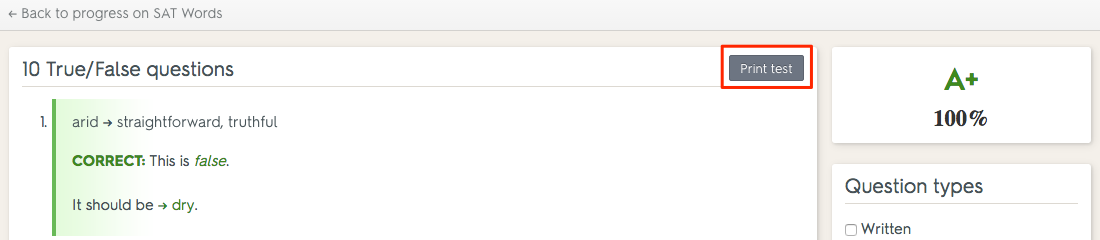 ← Back to progress on SAT Words
10 True/False questions
Print test
1. arid → straightforward, truthful
CORRECT: This is false.
It should be → dry.
A+
100%
Question types
Written